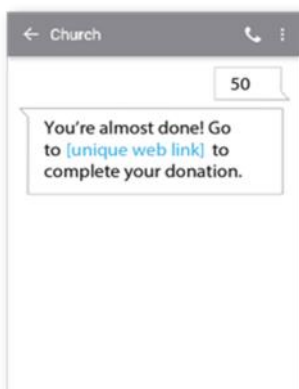 Church
50
You're almost done! Go
to [unique web link] to
complete your donation.